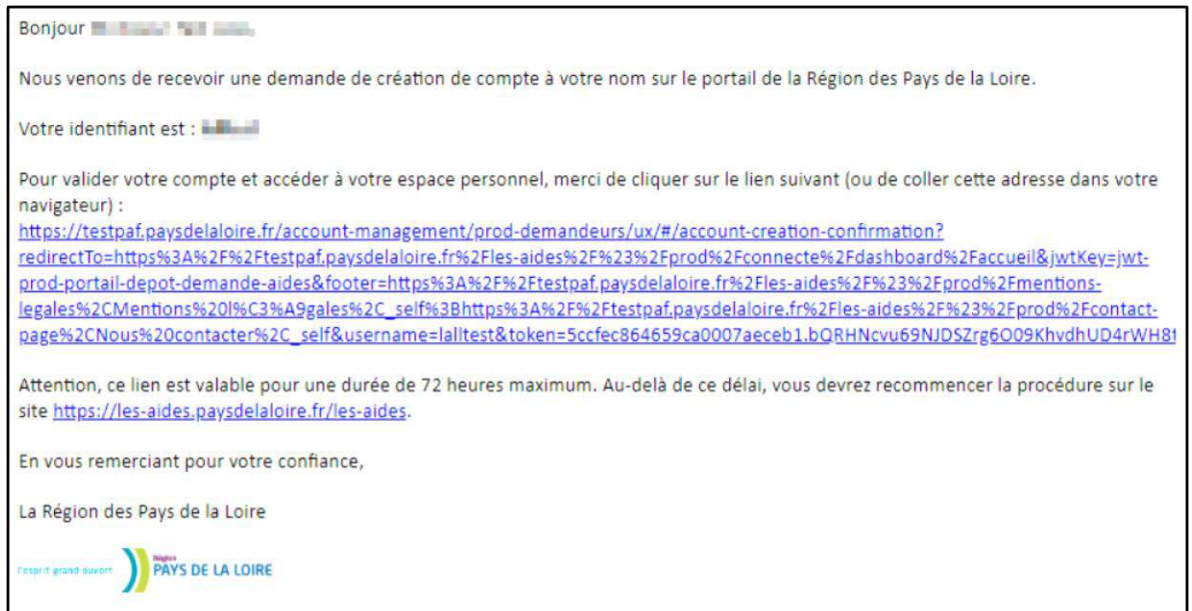 Bonjour
Nous venons de recevoir une demande de création de compte à votre nom sur le portail de la Région des Pays de la Loire.
Votre identifiant est :
Pour valider votre compte et accéder à votre espace personnel, merci de cliquer sur le lien suivant (ou de coller cette adresse dans votre
navigateur) :
https://testpaf.paysdelaloire.fr/account-management/prod-demandeurs/ux/#/account-creation-confirmation?
redirectTo=https%3A%2F%2Ftestpaf.paysdelaloire.fr%2Fles-aides%2F%23%2Fprod%2Fconnecte%2Fdashboard%2Faccueil&jwtKey=jwt-
prod-portail-depot-demande-aides&footer=https%3A%2F%2Ftestpaf.paysdelaloire.fr%2Fles-aides%2F%23%2Fprod%2Fmentions-
legales%2CMentions%20l%C3%A9gales%2C_self%3Bhttps%3A%2F%2Ftestpaf.paysdelaloire.fr%2Fles-aides%2F%23%2Fprod%2Fcontact-
page%2CNous%20contacter%2C_self&username=lalltest&token=5ccfec864659ca0007aeceb1.bQRHNcvu69NJDSZrg6O09KhvdhUD4rWH8
Attention, ce lien est valable pour une durée de 72 heures maximum. Au-delà de ce délai, vous devrez recommencer la procédure sur le
site https://les-aides.paysdelaloire.fr/les-aides.
En vous remerciant pour votre confiance,
La Région des Pays de la Loire
l'esprit grand ouvert
Région
PAYS DE LA LOIRE